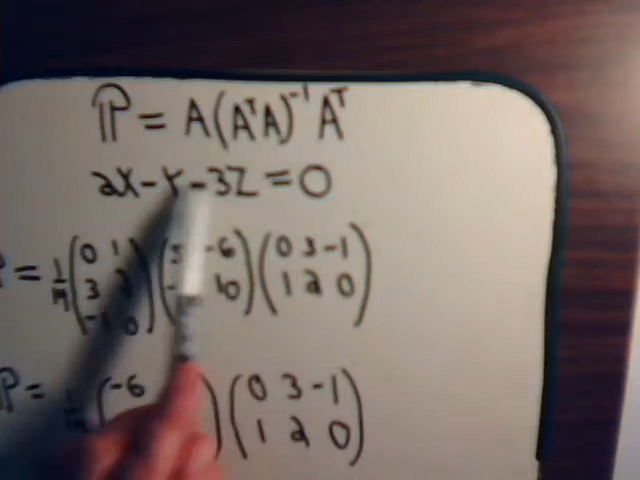 ℙ = A(AᵀA)⁻¹Aᵀ
2X - Y - 3Z = 0
P = 1/14 (0 1 (5 -6 (0 3 -1
3 10) 1 2 0)
-1 0)
ℙ = (-6 (0 3 -1
1 2 0)